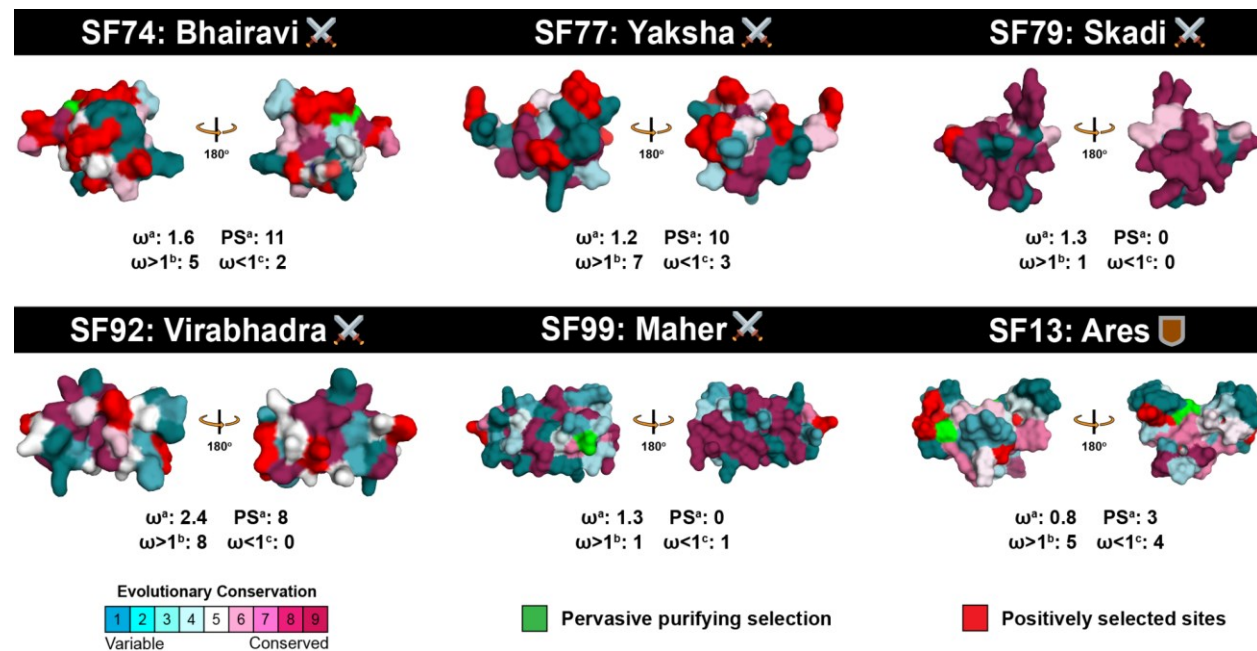 SF74: Bhairavi
SF77: Yaksha
SF79: Skadi
180°
180°
180°
ωᵃ: 1.6 PSᵃ: 11
ω>1ᵇ: 5 ω<1ᶜ: 2
ωᵃ: 1.2 PSᵃ: 10
ω>1ᵇ: 7 ω<1ᶜ: 3
ωᵃ: 1.3 PSᵃ: 0
ω>1ᵇ: 1 ω<1ᶜ: 0
SF92: Virabhadra
SF99: Maher
SF13: Ares
180°
180°
180°
ωᵃ: 2.4 PSᵃ: 8
ω>1ᵇ: 8 ω<1ᶜ: 0
ωᵃ: 1.3 PSᵃ: 0
ω>1ᵇ: 1 ω<1ᶜ: 1
ωᵃ: 0.8 PSᵃ: 3
ω>1ᵇ: 5 ω<1ᶜ: 4
Evolutionary Conservation
1 2 3 4 5 6 7 8 9
Variable Conserved
Pervasive purifying selection
Positively selected sites